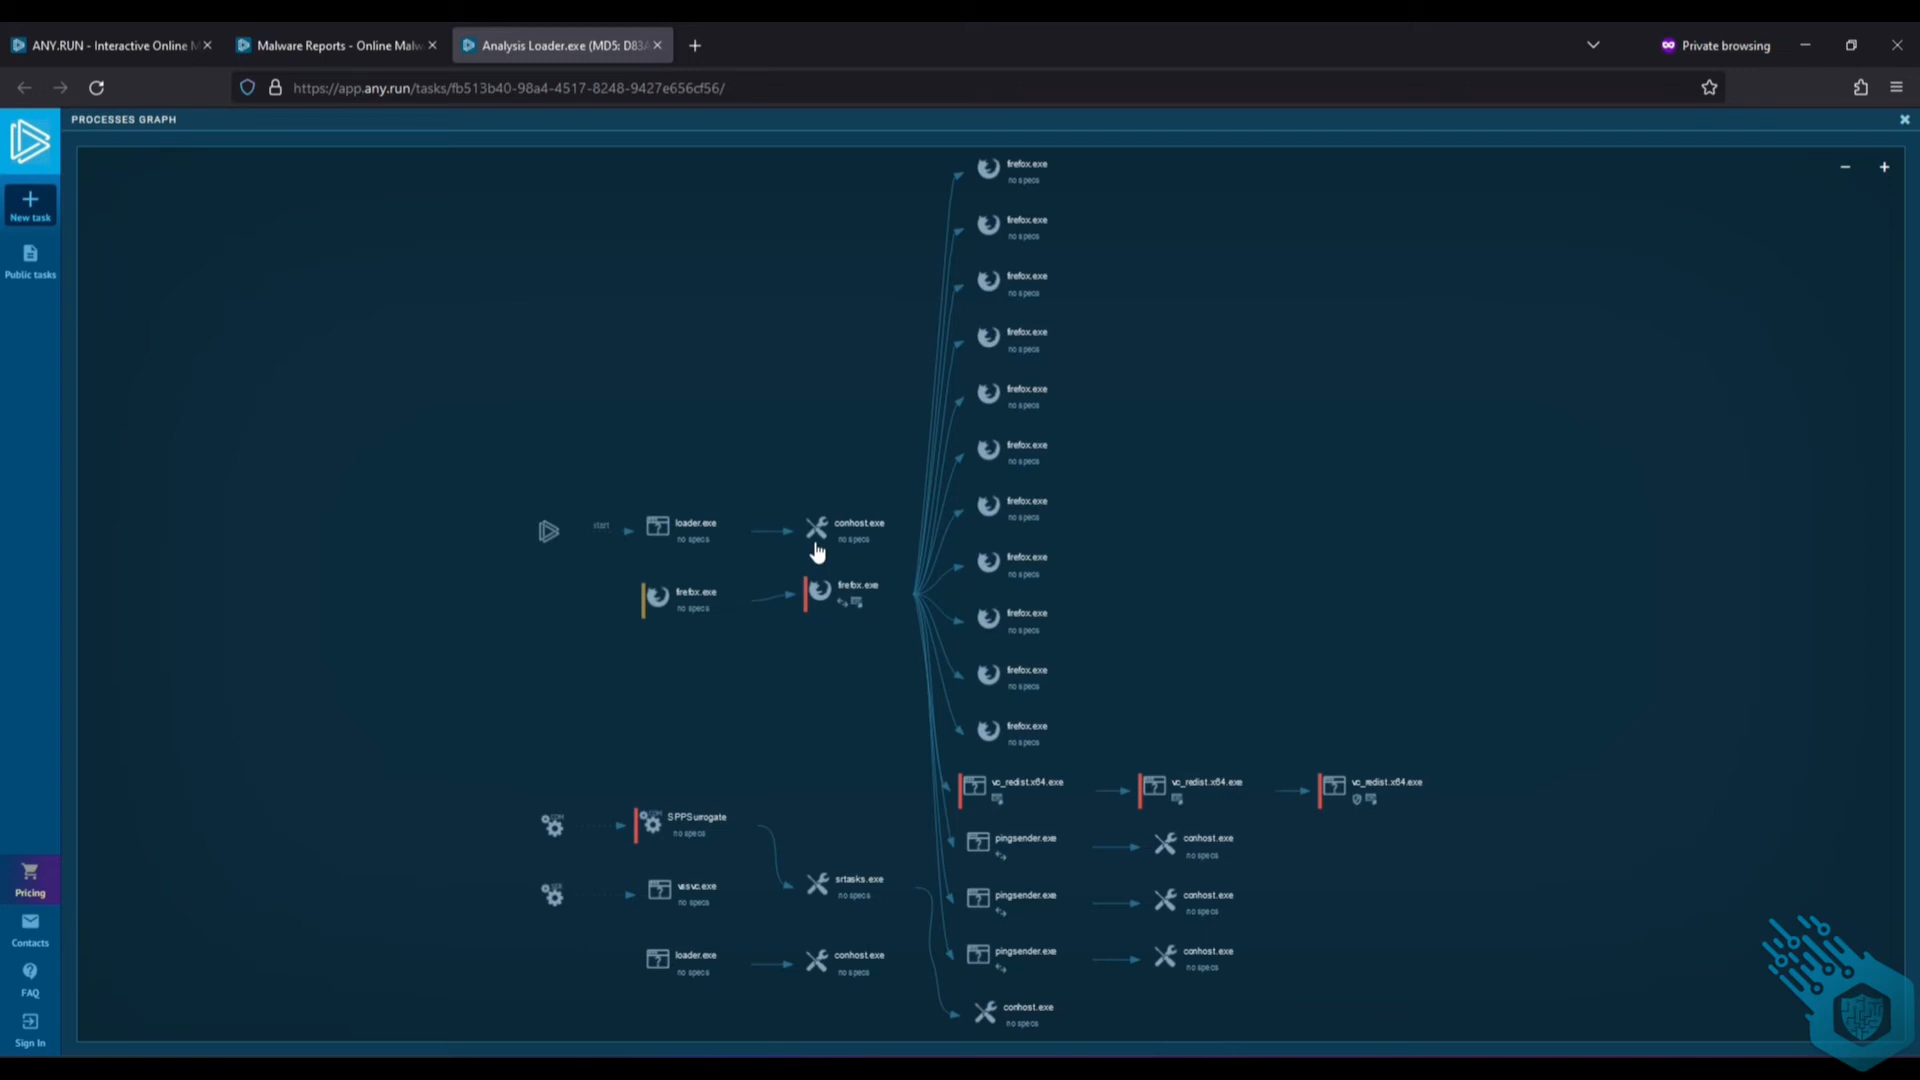 ANY.RUN - Interactive Online M
Malware Reports - Online Malw
Analysis Loader.exe (MD5: D83A
Private browsing
https://app.any.run/tasks/fb513b40-98a4-4517-8248-9427e656cf56/
PROCESSES GRAPH
New task
Public tasks
Pricing
Contacts
FAQ
Sign In
firefox.exe
no specs
firefox.exe
no specs
firefox.exe
no specs
firefox.exe
no specs
firefox.exe
no specs
firefox.exe
no specs
firefox.exe
no specs
start
loader.exe
no specs
conhost.exe
no specs
firefox.exe
no specs
firefox.exe
no specs
firefox.exe
firefox.exe
no specs
firefox.exe
no specs
firefox.exe
no specs
vc_redist.x64.exe
vc_redist.x64.exe
vc_redist.x64.exe
COM
SPPSurrogate
no specs
pingsender.exe
conhost.exe
no specs
vssvc.exe
no specs
srtasks.exe
no specs
pingsender.exe
conhost.exe
no specs
loader.exe
no specs
conhost.exe
no specs
pingsender.exe
conhost.exe
no specs
conhost.exe
no specs